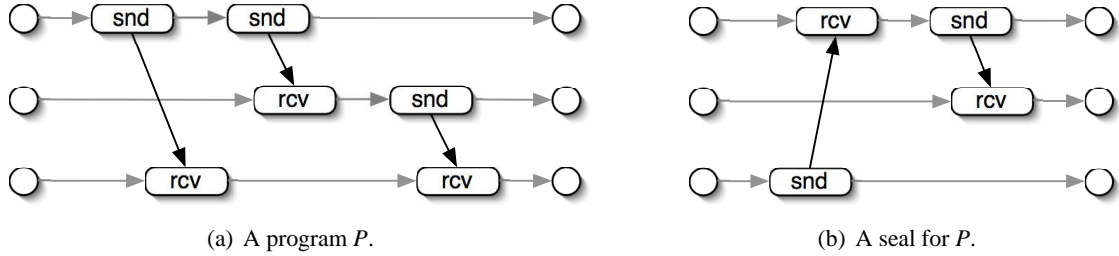 snd snd rcv snd
rcv snd rcv
rcv rcv snd
(a) A program P. (b) A seal for P.